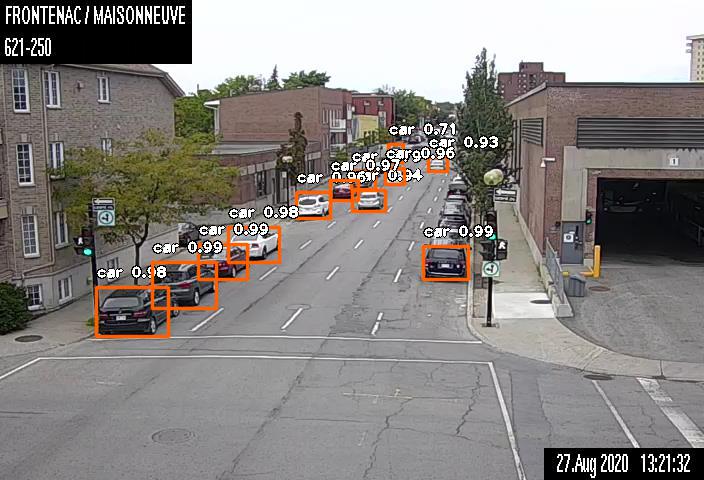 FRONTENAC / MAISONNEUVE
621-250
car 0.71
car 0.93
0.96
car 0.97
car 0.96
0.94
car 0.98
car 0.99
car 0.99
car 0.99
car 0.98
27.Aug 2020 13:21:32